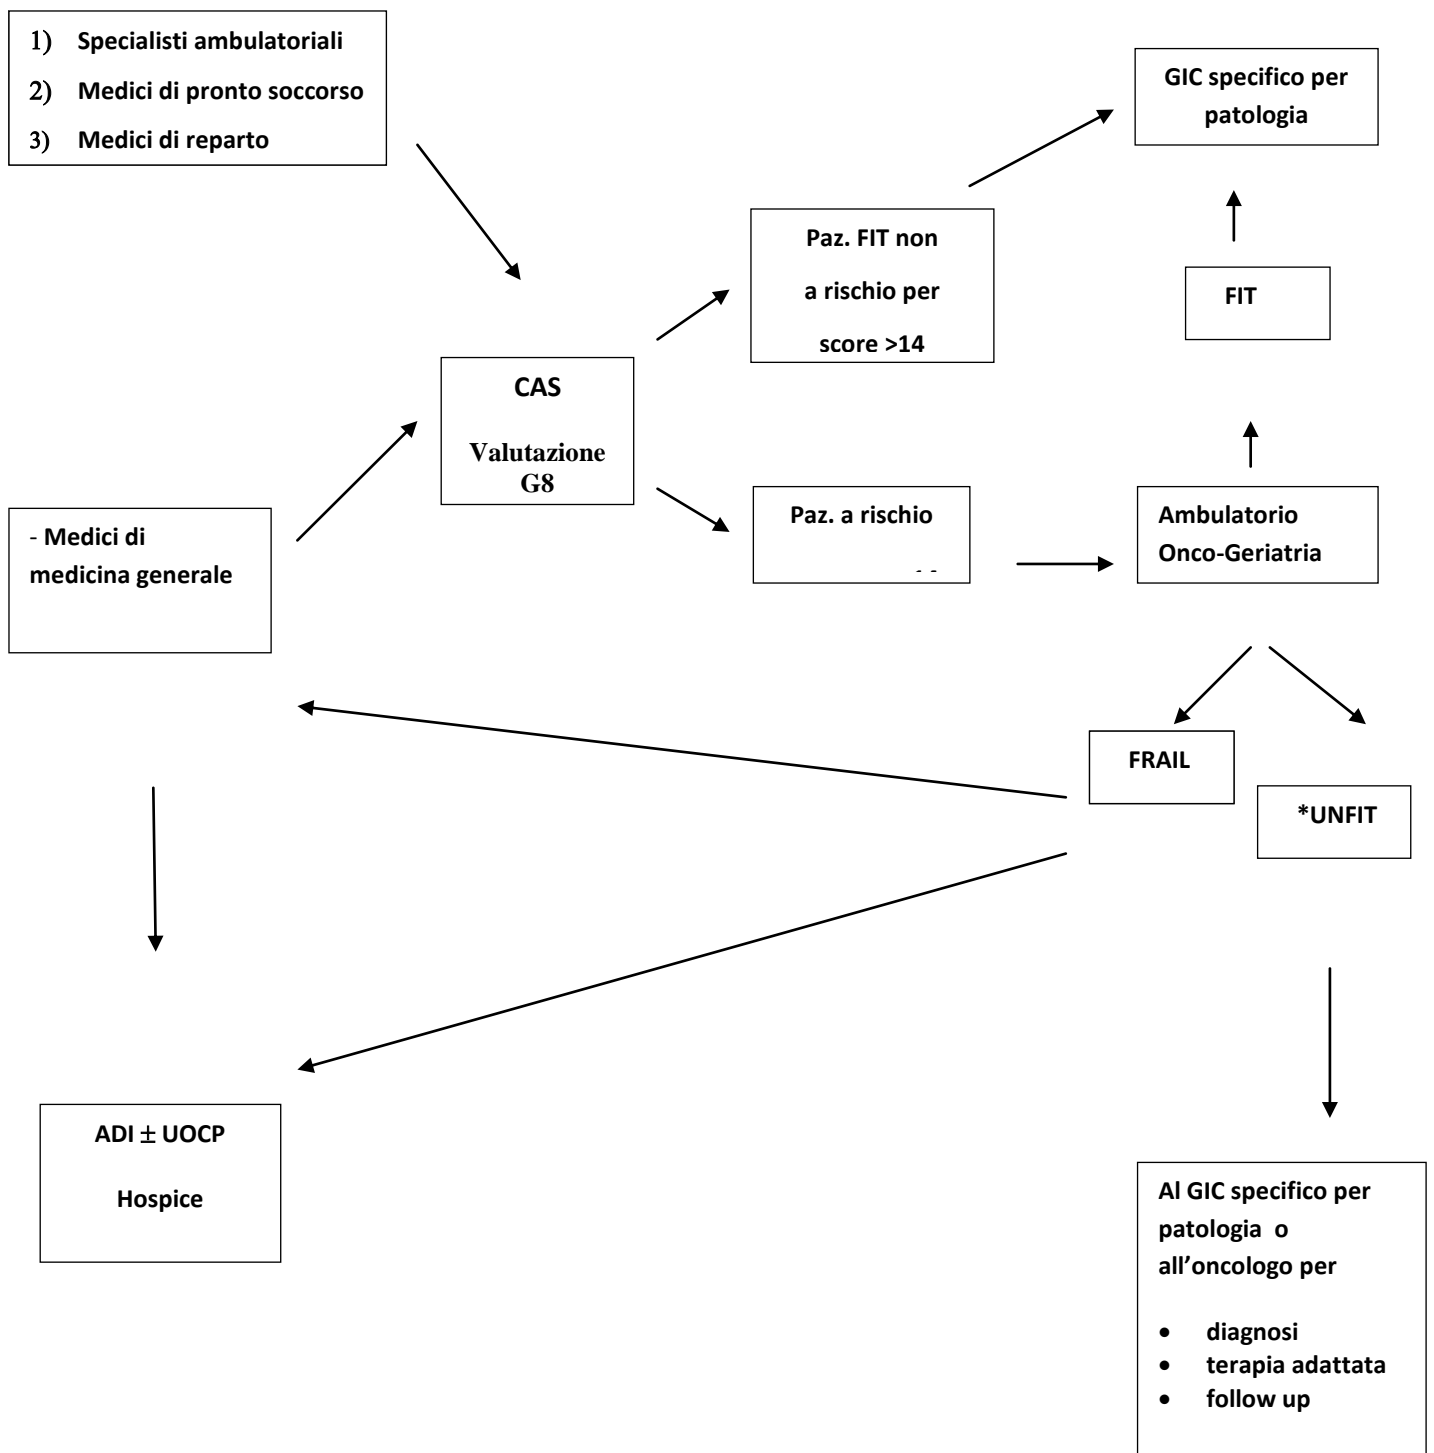 1) Specialisti ambulatoriali
2) Medici di pronto soccorso
3) Medici di reparto
GIC specifico per
patologia
Paz. FIT non
a rischio per
score >14
FIT
CAS
Valutazione
G8
- Medici di
medicina generale
Paz. a rischio
Ambulatorio
Onco-Geriatria
FRAIL
*UNFIT
ADI ± UOCP
Hospice
Al GIC specifico per
patologia o
all’oncologo per
• diagnosi
• terapia adattata
• follow up